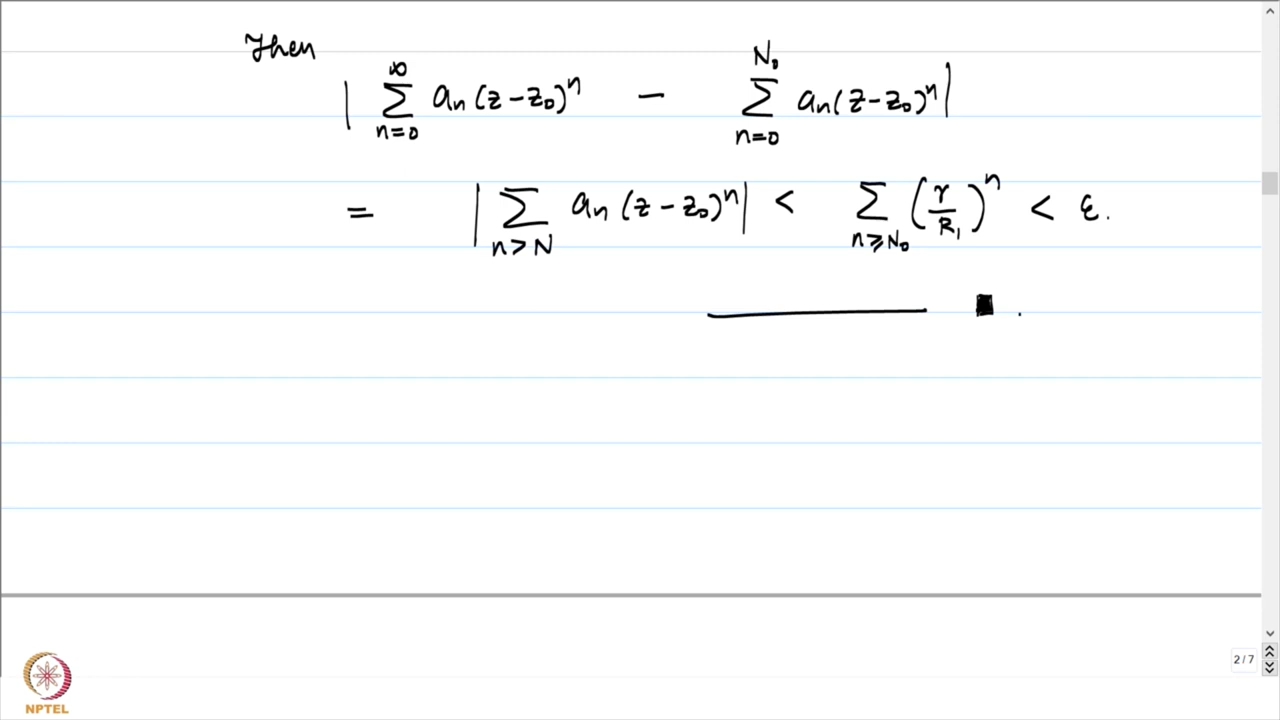 Then
| ∑_{n=0}^{∞} a_n (z-z_0)^n - ∑_{n=0}^{N_0} a_n (z-z_0)^n |
= | ∑_{n>N} a_n (z-z_0)^n | < ∑_{n≥N_0} (r/R_1)^n < ε.
2/7
NPTEL